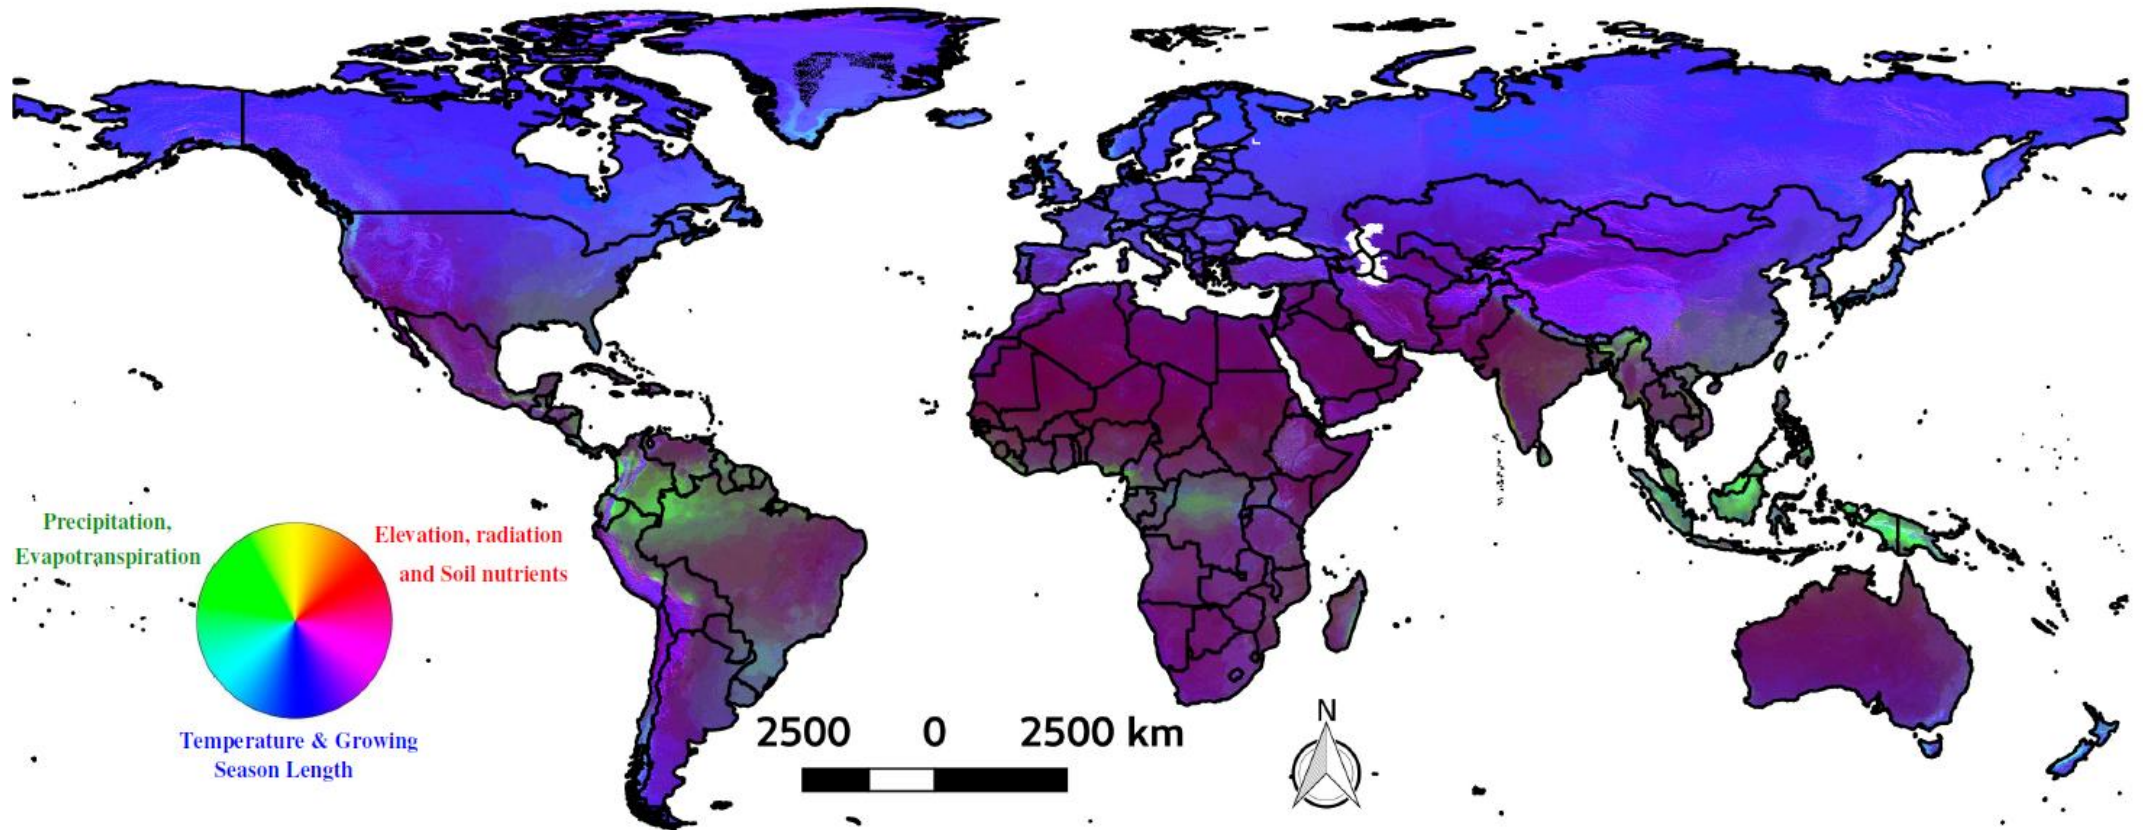 Precipitation,
Evapotranspiration
Elevation, radiation
and Soil nutrients
Temperature & Growing
Season Length
2500 0 2500 km
N